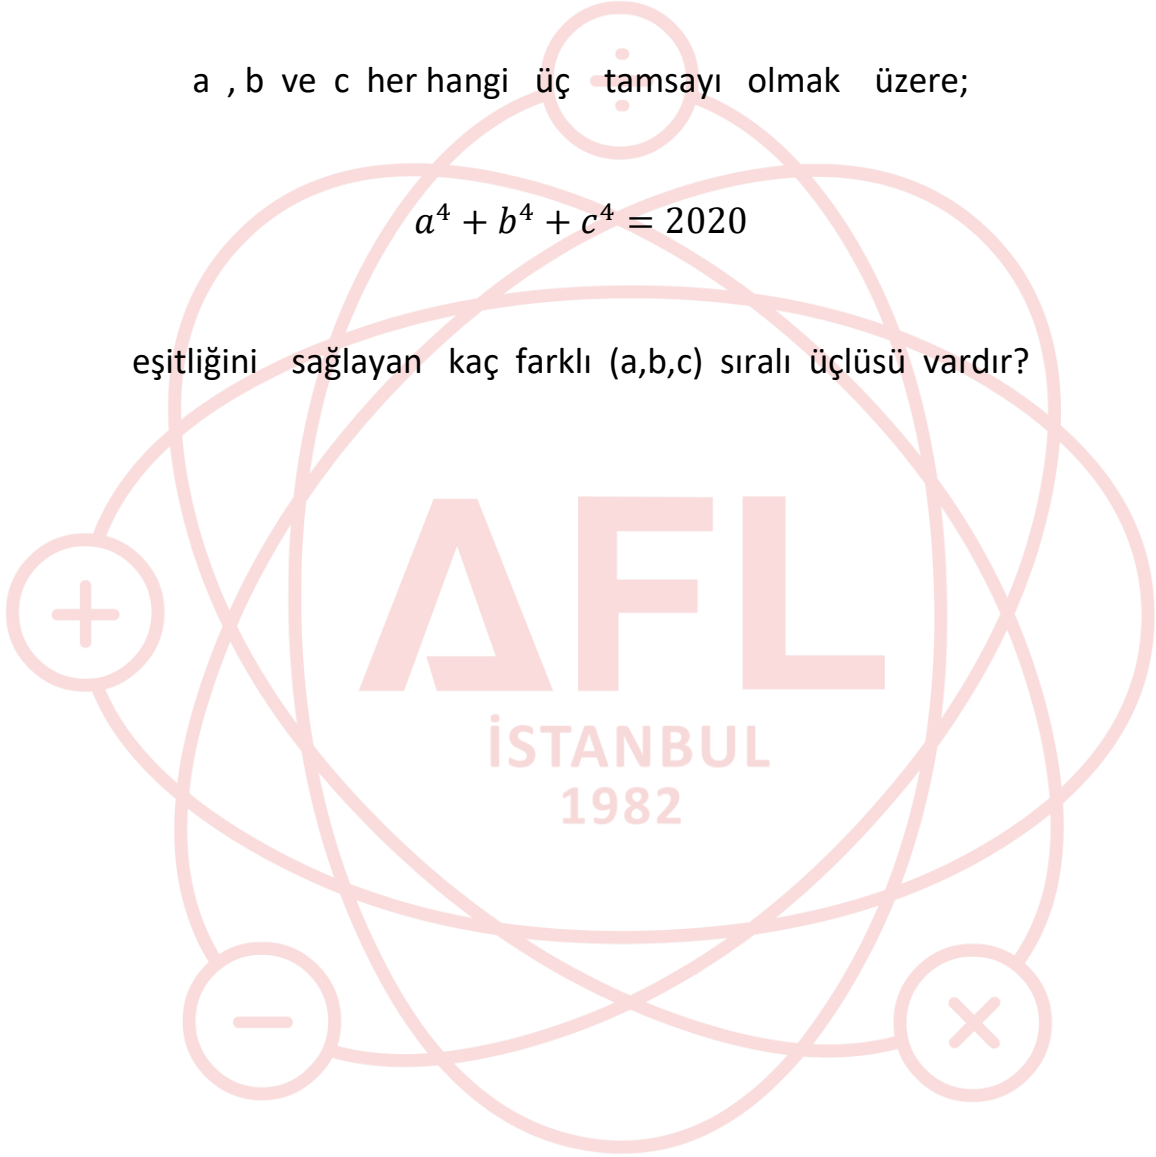 a , b ve c her hangi üç tamsayı olmak üzere;
a⁴ + b⁴ + c⁴ = 2020
eşitliğini sağlayan kaç farklı (a,b,c) sıralı üçlüsü vardır?
AFL
İSTANBUL
1982